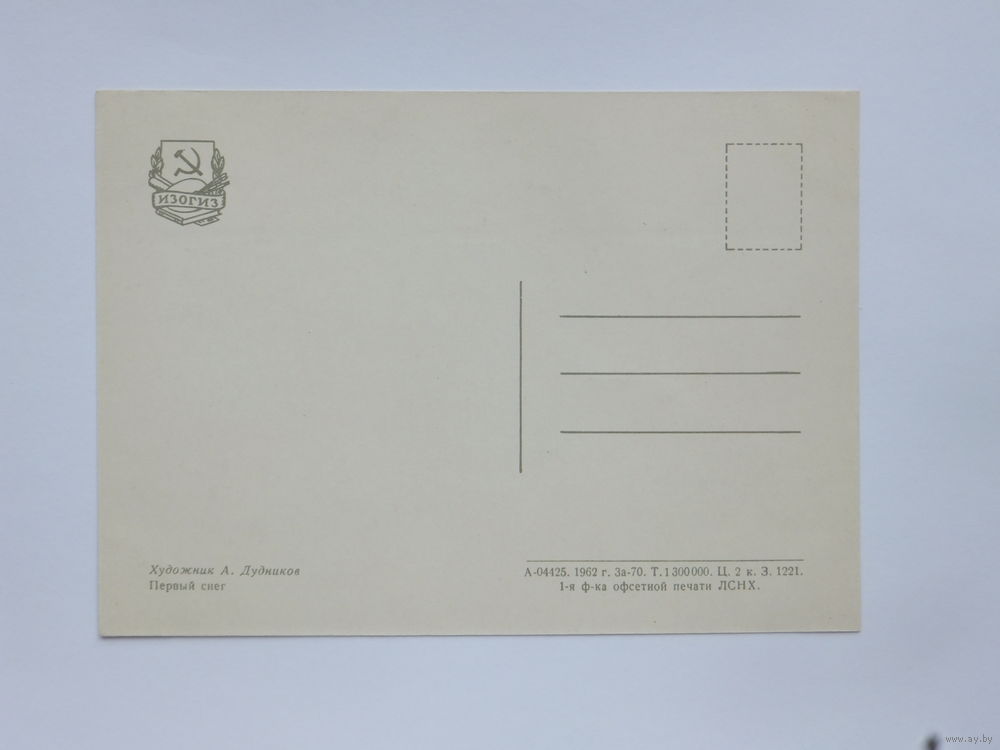 ИЗОГИЗ
Художник А. Дудников
Первый снег
А-04425. 1962 г. 3а-70. Т. 1 300 000. Ц. 2 к. З. 1221.
1-я ф-ка офсетной печати ЛСНХ.
www.ay.by